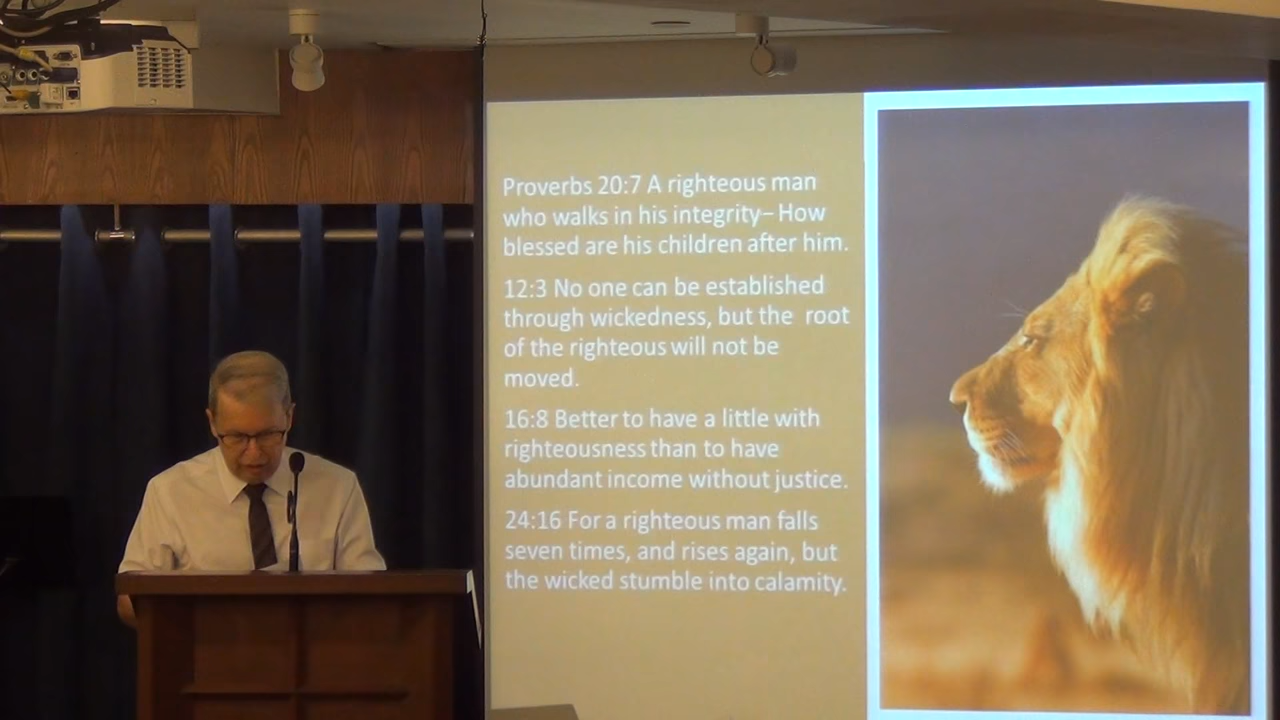 Proverbs 20:7 A righteous man
who walks in his integrity– How
blessed are his children after him.
12:3 No one can be established
through wickedness, but the root
of the righteous will not be
moved.
16:8 Better to have a little with
righteousness than to have
abundant income without justice.
24:16 For a righteous man falls
seven times, and rises again, but
the wicked stumble into calamity.